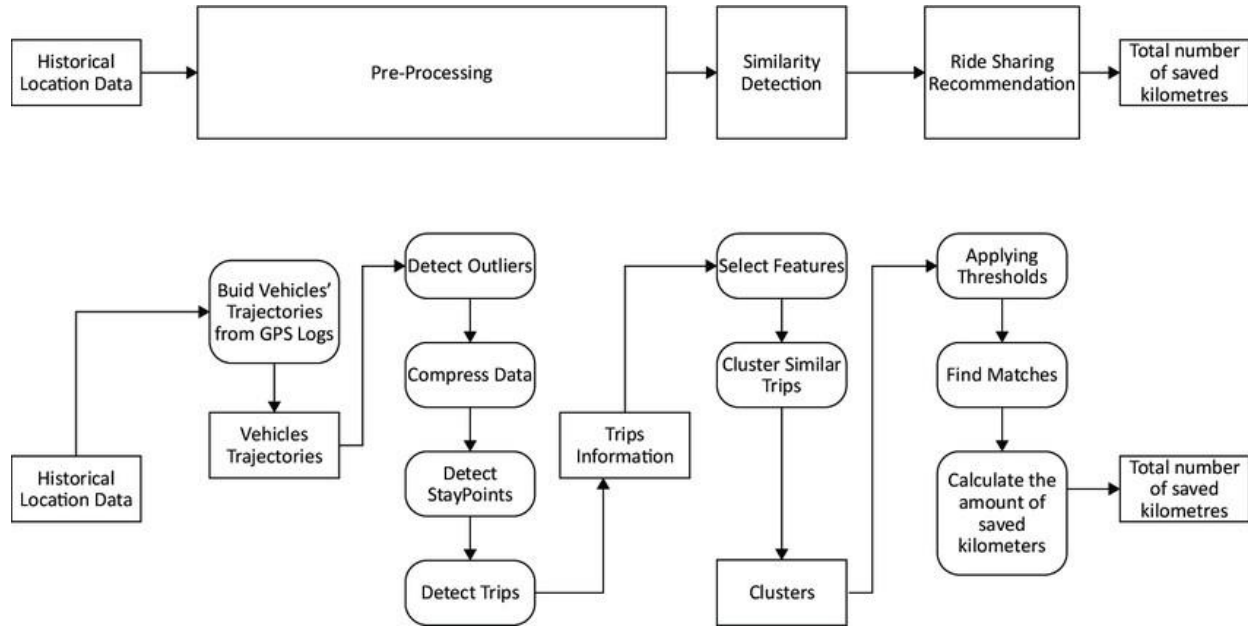 Historical
Location Data
Pre-Processing
Similarity
Detection
Ride Sharing
Recommendation
Total number
of saved
kilometres
Historical
Location Data
Buid Vehicles’
Trajectories
from GPS Logs
Vehicles
Trajectories
Detect Outliers
Compress Data
Detect
StayPoints
Detect Trips
Trips
Information
Select Features
Cluster Similar
Trips
Clusters
Applying
Thresholds
Find Matches
Calculate the
amount of
saved
kilometers
Total number
of saved
kilometres